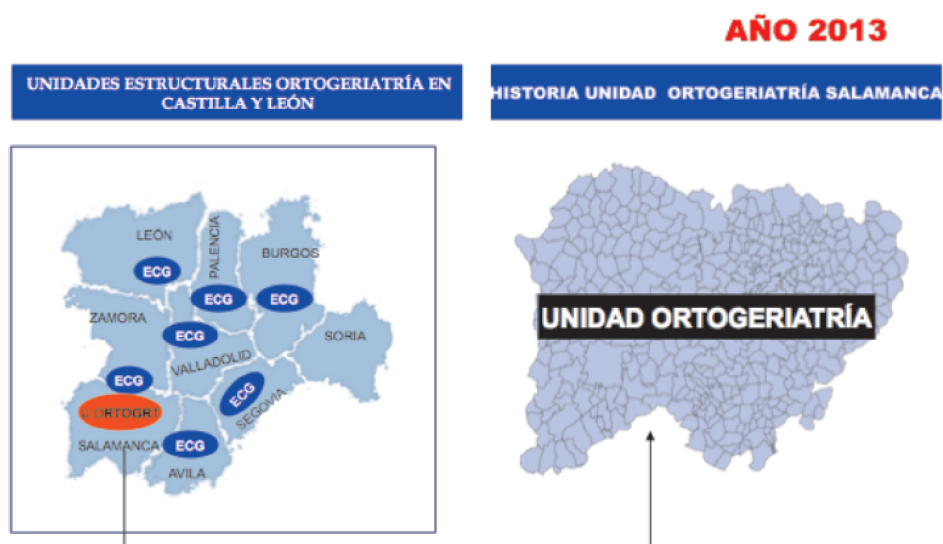 AÑO 2013
UNIDADES ESTRUCTURALES ORTOGERIATRÍA EN
CASTILLA Y LEÓN
HISTORIA UNIDAD ORTOGERIATRÍA SALAMANCA
LEÓN
PALENCIA
BURGOS
ECG
ECG
ECG
ZAMORA
SORIA
ECG
VALLADOLID
ECG
ECG
SEGOVIA
ORTOGRT
SALAMANCA
ECG
AVILA
UNIDAD ORTOGERIATRÍA